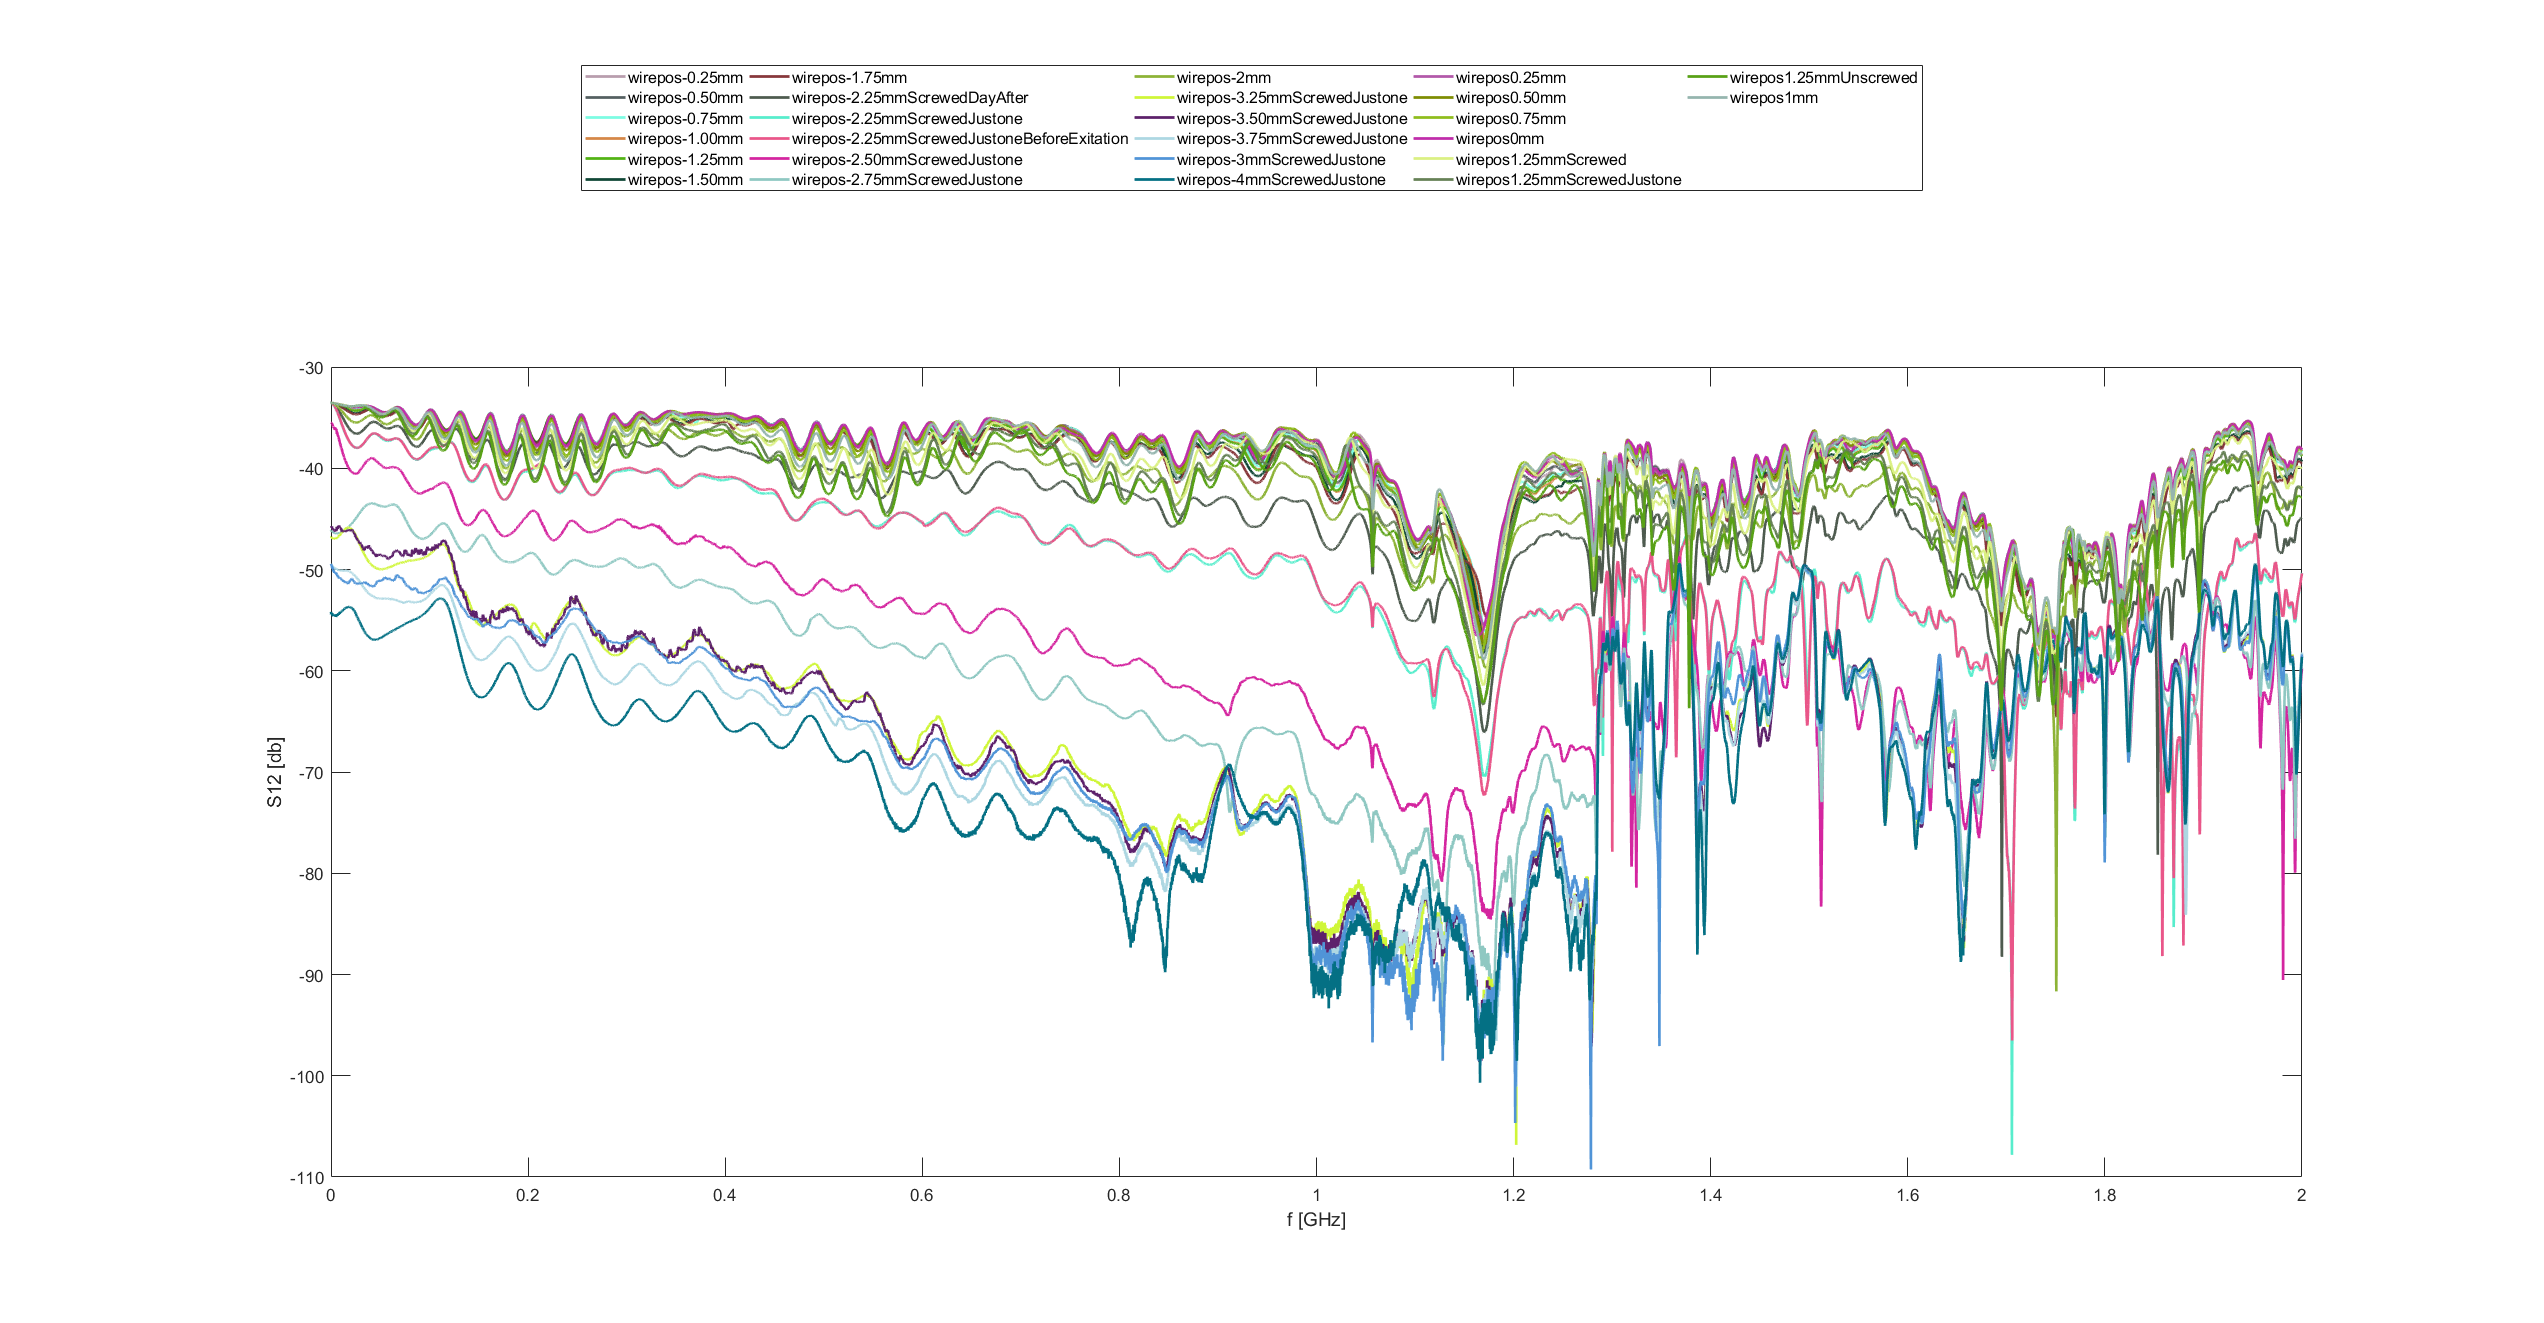 wirepos-0.25mm wirepos-1.75mm wirepos-2mm wirepos0.25mm wirepos1.25mmUnscrewed
wirepos-0.50mm wirepos-2.25mmScrewedDayAfter wirepos-3.25mmScrewedJustone wirepos0.50mm wirepos1mm
wirepos-0.75mm wirepos-2.25mmScrewedJustone wirepos-3.50mmScrewedJustone wirepos0.75mm
wirepos-1.00mm wirepos-2.25mmScrewedJustoneBeforeExitation wirepos-3.75mmScrewedJustone wirepos0mm
wirepos-1.25mm wirepos-2.50mmScrewedJustone wirepos-3mmScrewedJustone wirepos1.25mmScrewed
wirepos-1.50mm wirepos-2.75mmScrewedJustone wirepos-4mmScrewedJustone wirepos1.25mmScrewedJustone
-30
-40
-50
-60
-70
-80
-90
-100
-110
S12 [db]
0 0.2 0.4 0.6 0.8 1 1.2 1.4 1.6 1.8 2
f [GHz]